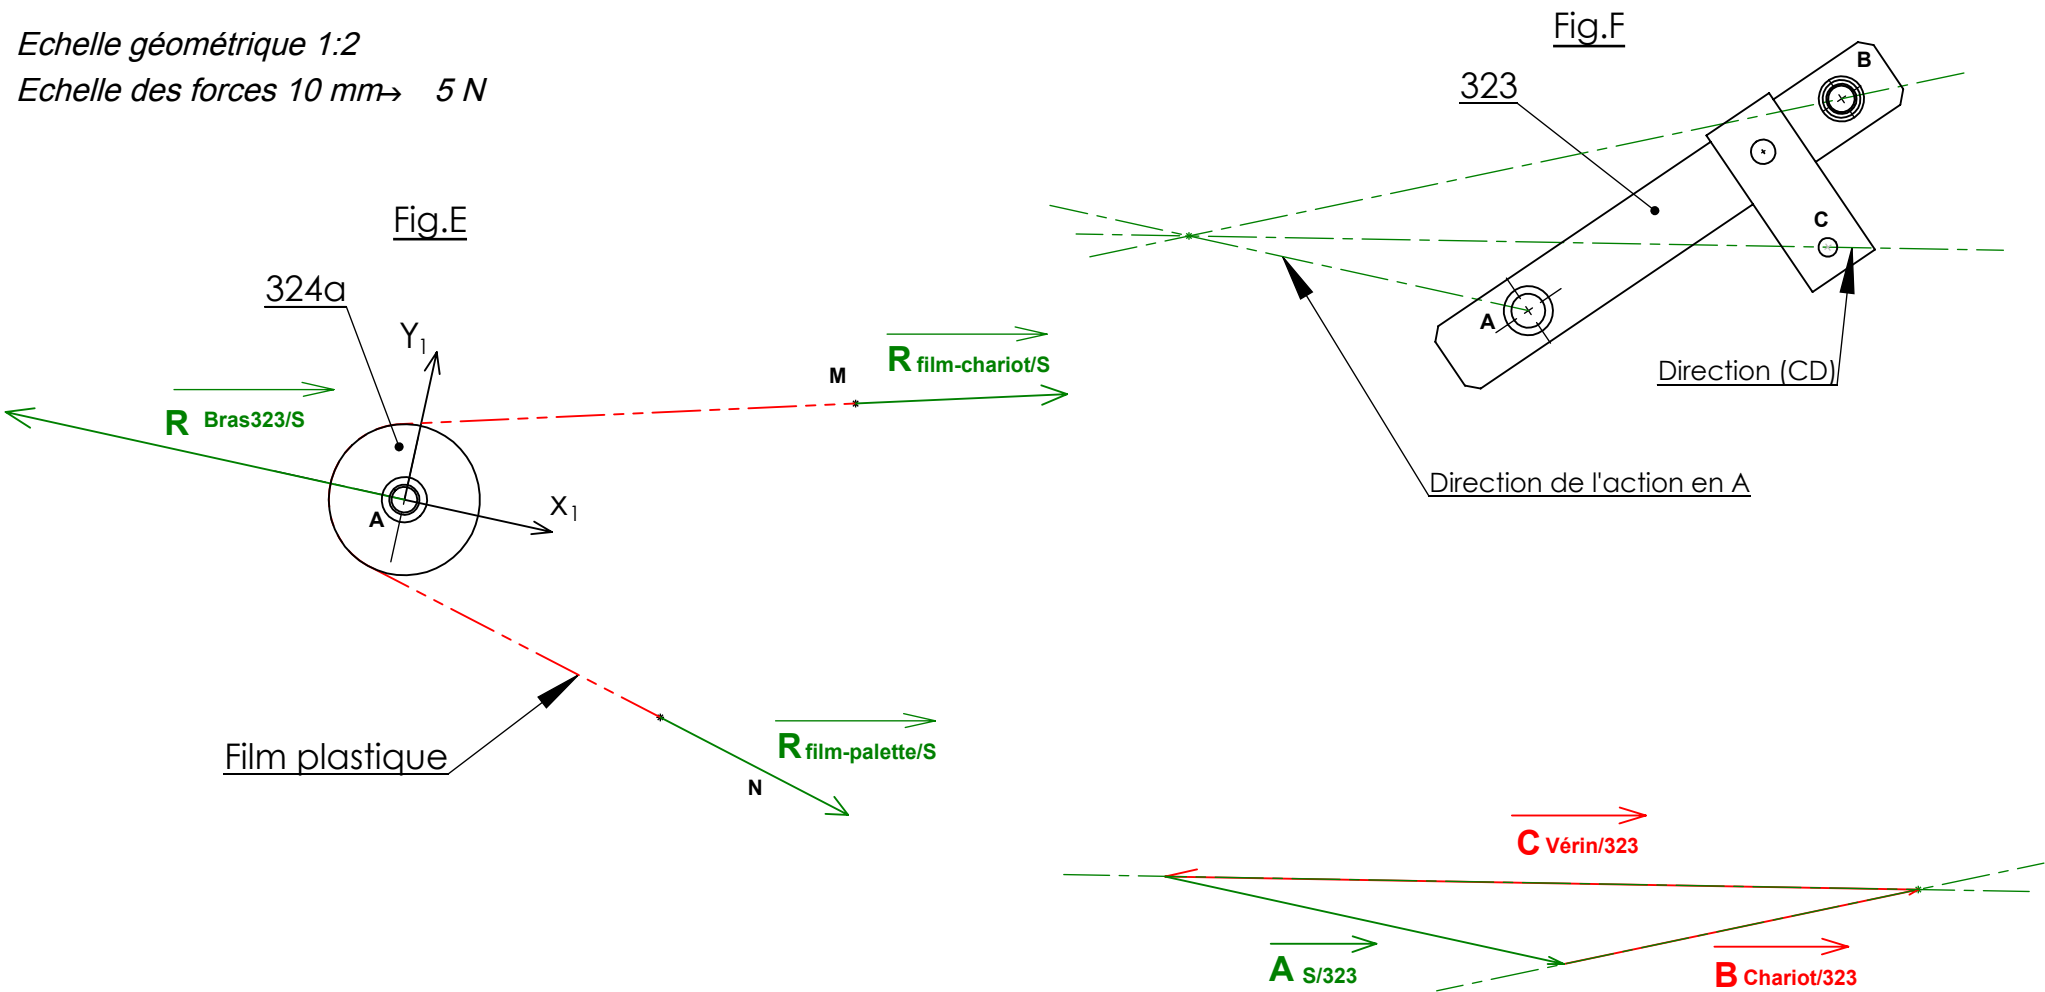 Echelle géométrique 1:2
Echelle des forces 10 mm→ 5 N
Fig.E
324a
Y1
X1
A
R Bras323/S
M
R film-chariot/S
N
R film-palette/S
Film plastique
Fig.F
323
B
C
A
Direction (CD)
Direction de l'action en A
C Vérin/323
A S/323
B Chariot/323